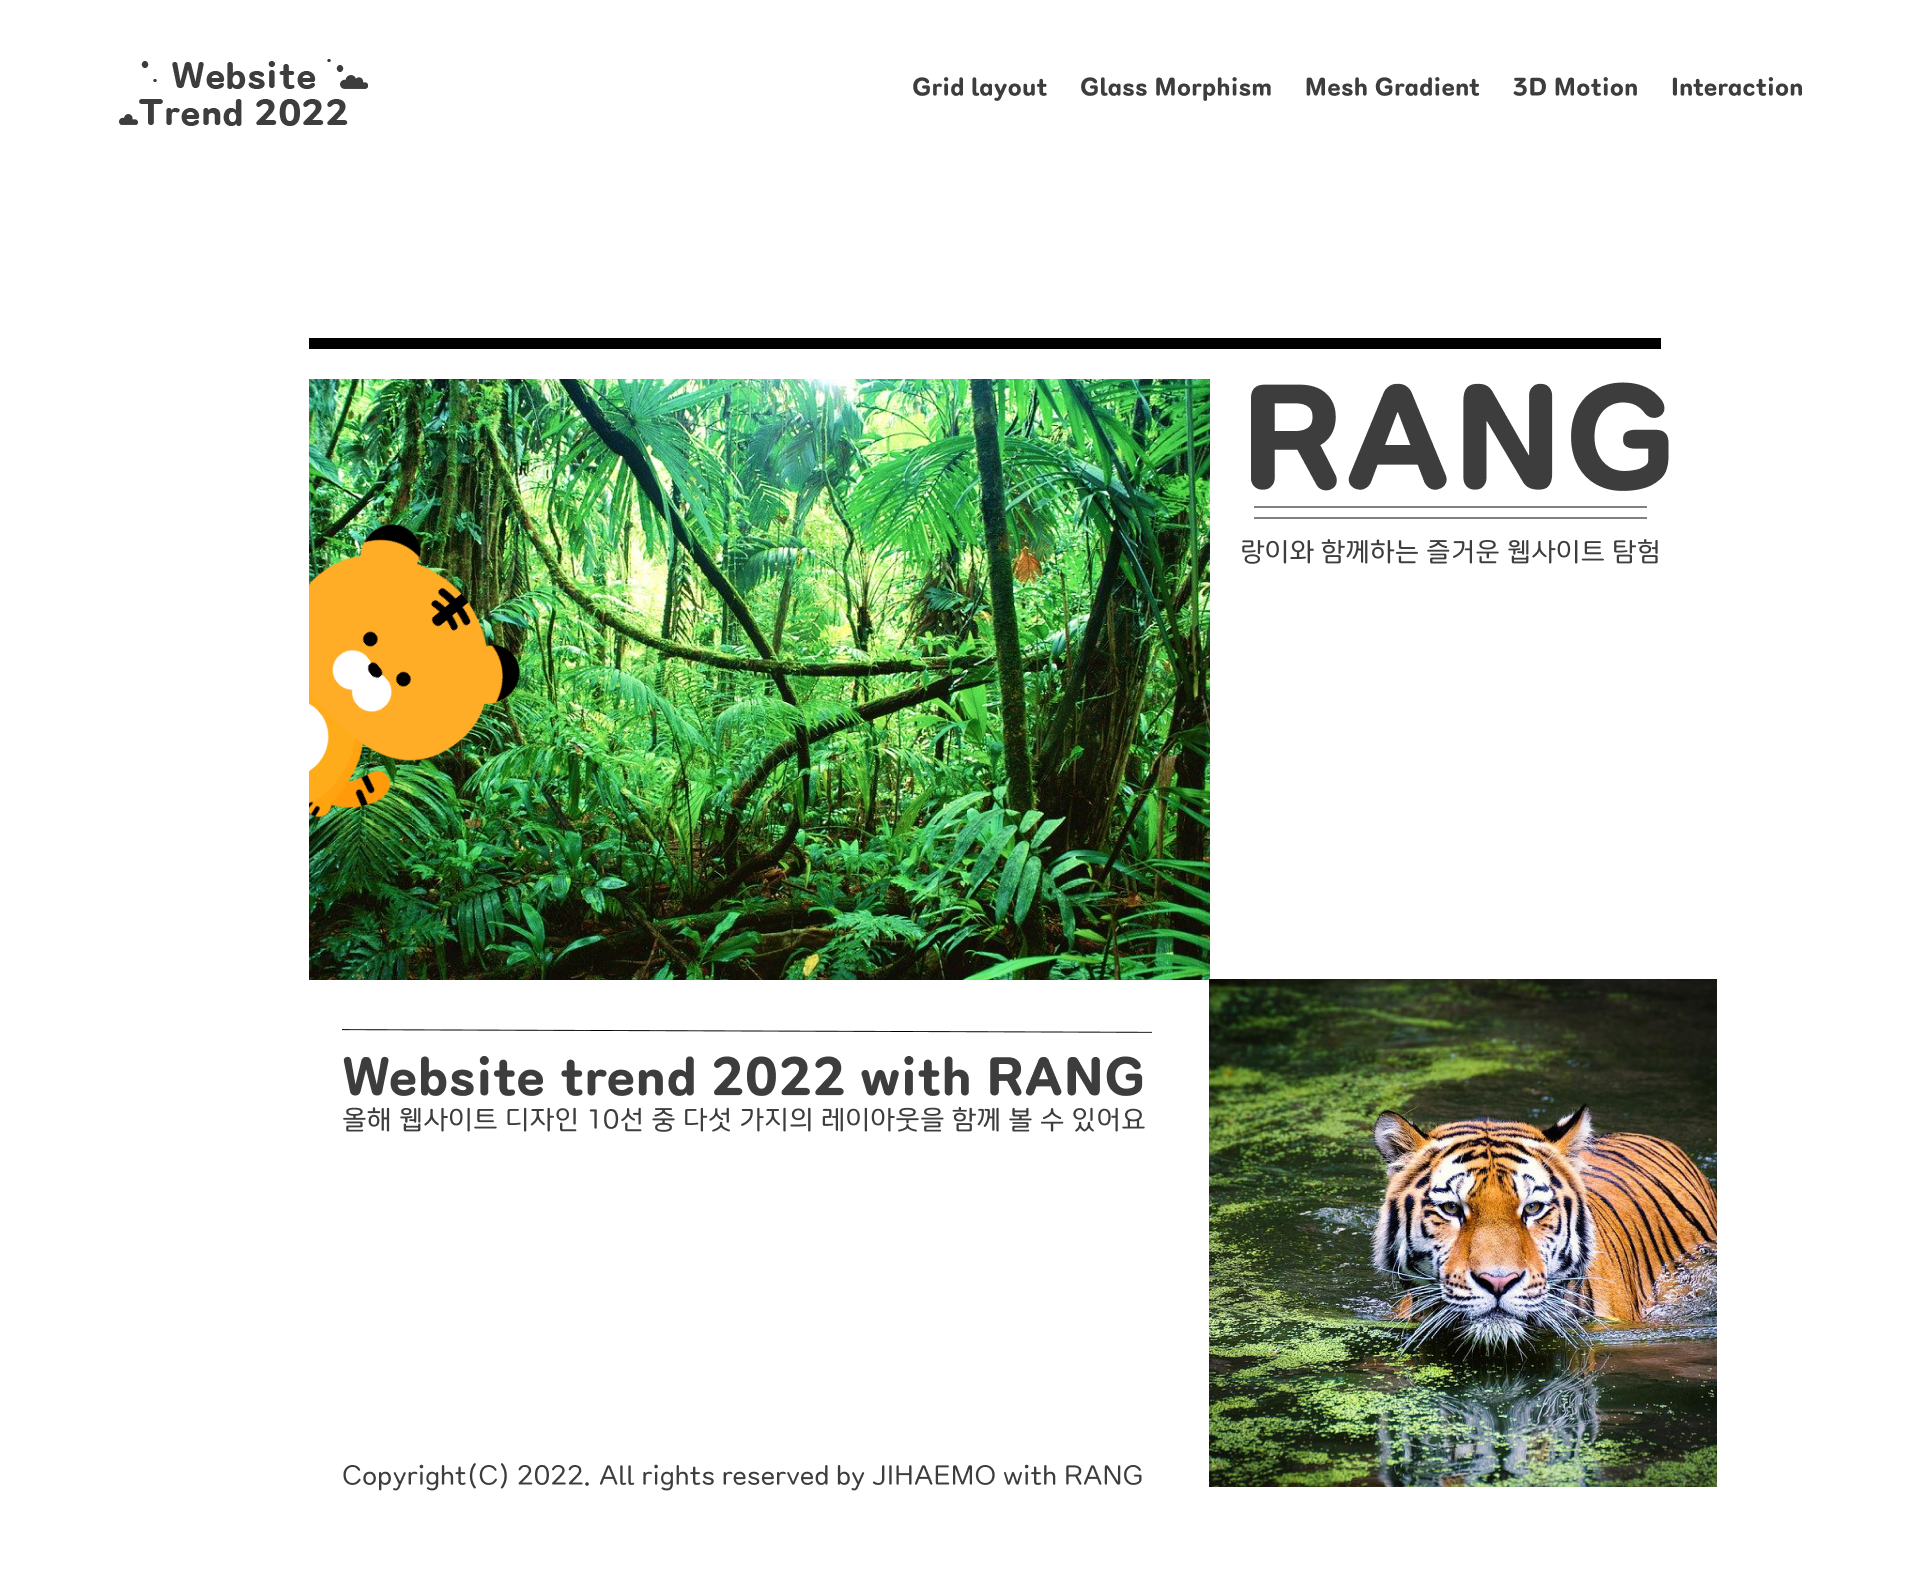 Website
Trend 2022
Grid layout
Glass Morphism
Mesh Gradient
3D Motion
Interaction
RANG
랑이와 함께하는 즐거운 웹사이트 탐험
Website trend 2022 with RANG
올해 웹사이트 디자인 10선 중 다섯 가지의 레이아웃을 함께 볼 수 있어요
Copyright(C) 2022. All rights reserved by JIHAEMO with RANG